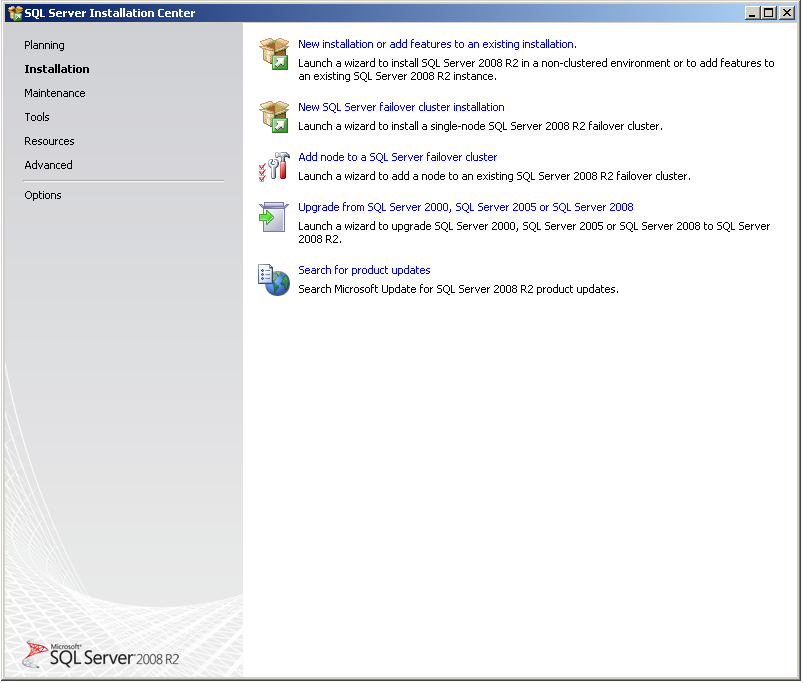 SQL Server Installation Center
Planning
Installation
Maintenance
Tools
Resources
Advanced
Options
New installation or add features to an existing installation.
Launch a wizard to install SQL Server 2008 R2 in a non-clustered environment or to add features to
an existing SQL Server 2008 R2 instance.
New SQL Server failover cluster installation
Launch a wizard to install a single-node SQL Server 2008 R2 failover cluster.
Add node to a SQL Server failover cluster
Launch a wizard to add a node to an existing SQL Server 2008 R2 failover cluster.
Upgrade from SQL Server 2000, SQL Server 2005 or SQL Server 2008
Launch a wizard to upgrade SQL Server 2000, SQL Server 2005 or SQL Server 2008 to SQL Server
2008 R2.
Search for product updates
Search Microsoft Update for SQL Server 2008 R2 product updates.
Microsoft®
SQL Server 2008 R2